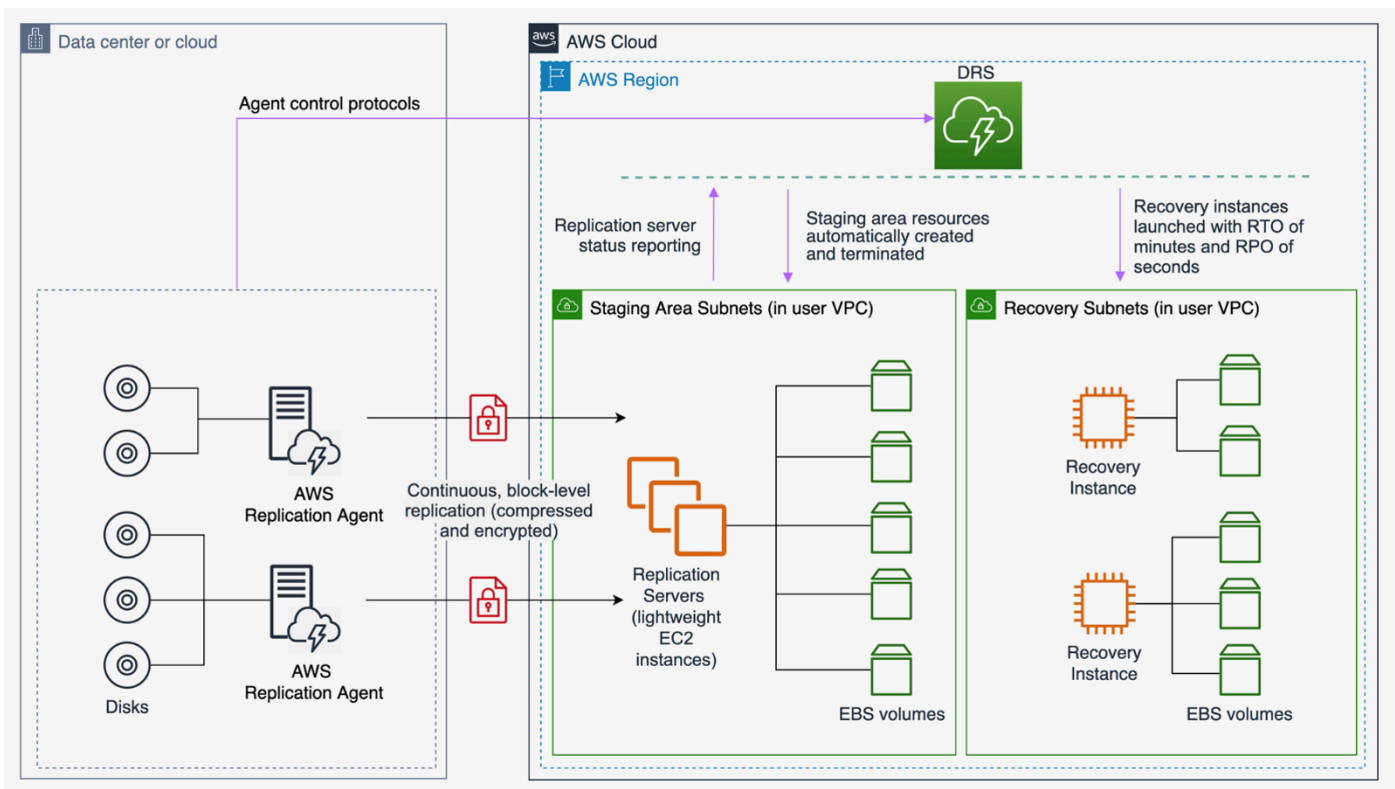 Data center or cloud
aws
AWS Cloud
AWS Region
DRS
Agent control protocols
Replication server
status reporting
Staging area resources
automatically created
and terminated
Recovery instances
launched with RTO of
minutes and RPO of
seconds
Staging Area Subnets (in user VPC)
Recovery Subnets (in user VPC)
AWS
Replication Agent
Continuous, block-level
replication (compressed
and encrypted)
Recovery
Instance
Replication
Servers
(lightweight
EC2
instances)
AWS
Replication Agent
Disks
Recovery
Instance
EBS volumes
EBS volumes